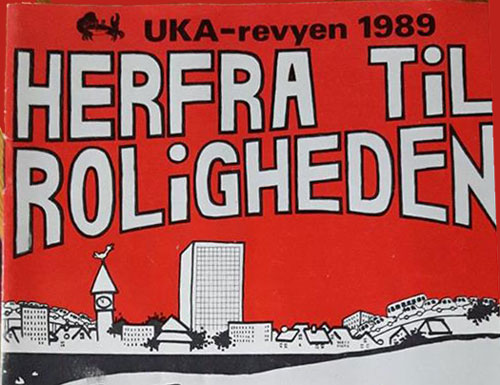 UKA-revyen 1989
HERFRA TiL
ROLiGHEDEN